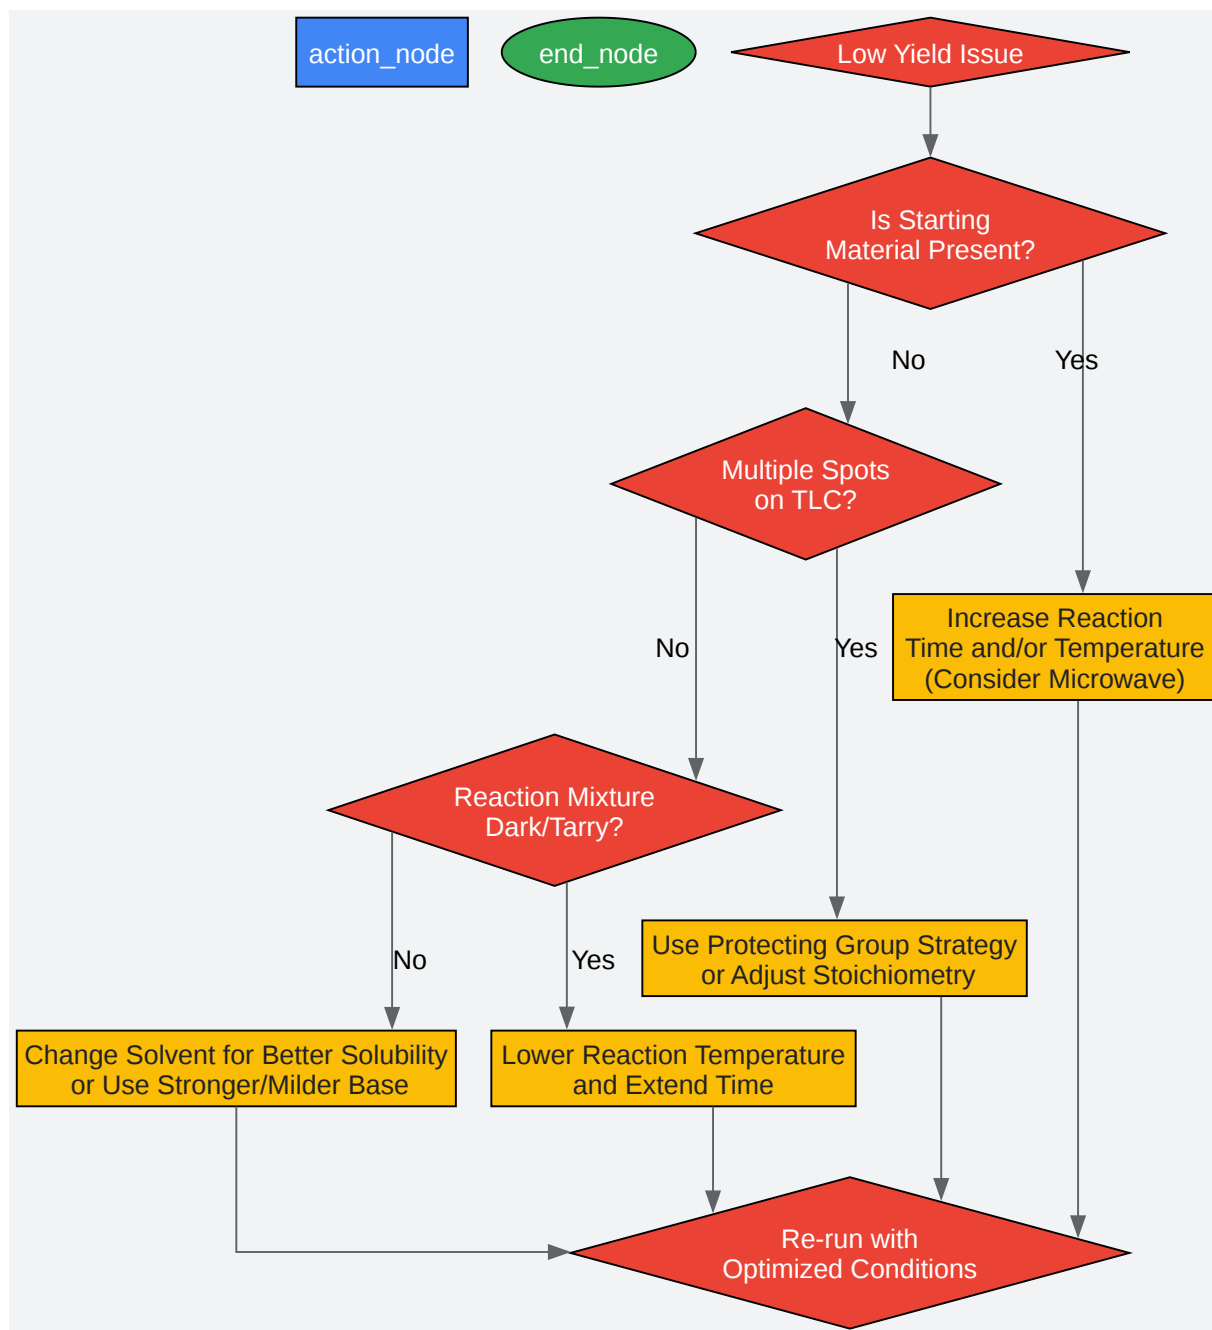 action_node
end_node
Low Yield Issue
Is Starting
Material Present?
No
Yes
Multiple Spots
on TLC?
Increase Reaction
Time and/or Temperature
(Consider Microwave)
No
Yes
Reaction Mixture
Dark/Tarry?
Use Protecting Group Strategy
or Adjust Stoichiometry
No
Yes
Change Solvent for Better Solubility
or Use Stronger/Milder Base
Lower Reaction Temperature
and Extend Time
Re-run with
Optimized Conditions